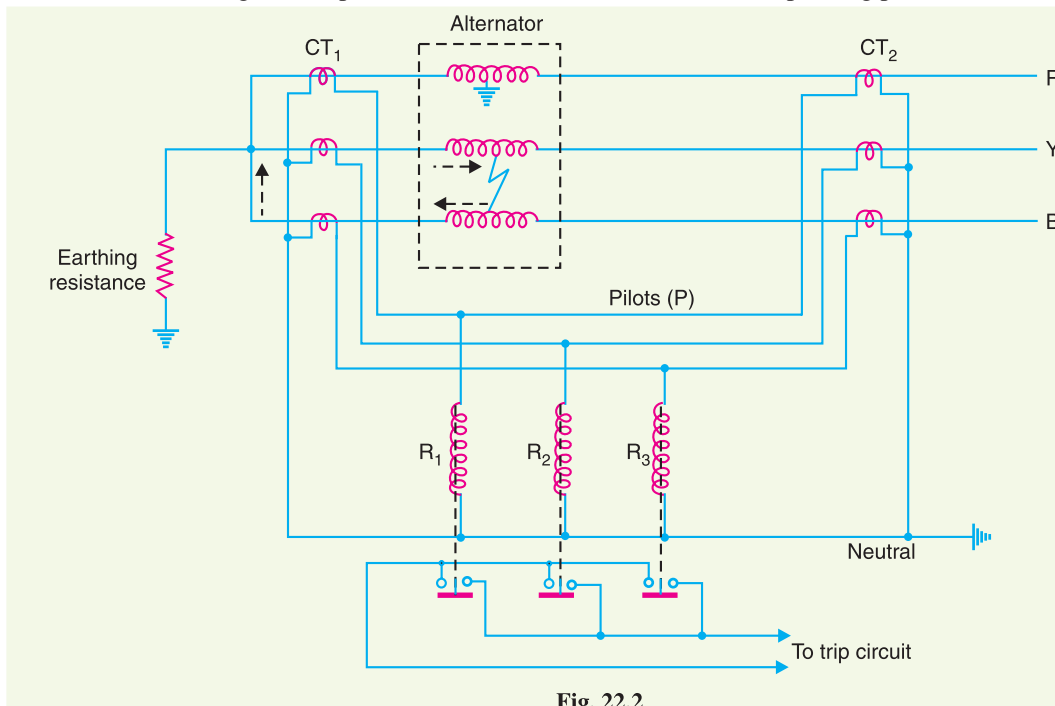 Alternator
CT1
CT2
Y
Earthing
resistance
Pilots (P)
R1
R2
R3
Neutral
To trip circuit
Fig. 22.2